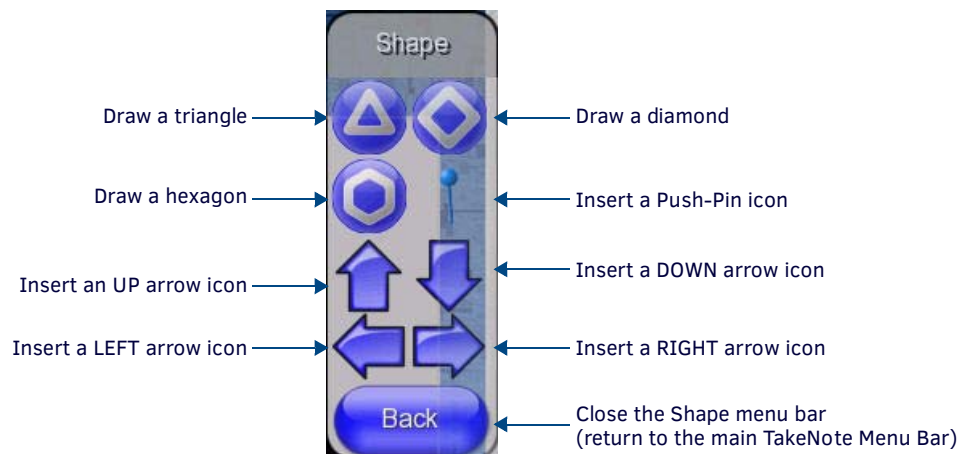 Shape
Draw a triangle
Draw a diamond
Draw a hexagon
Insert a Push-Pin icon
Insert an UP arrow icon
Insert a DOWN arrow icon
Insert a LEFT arrow icon
Insert a RIGHT arrow icon
Back
Close the Shape menu bar
(return to the main TakeNote Menu Bar)